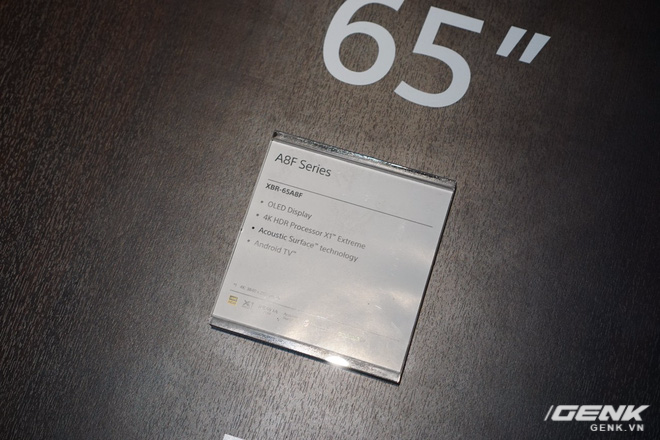 65"
A8F Series
XBR-65A8F
• OLED Display
• 4K HDR Processor X1™ Extreme
• Acoustic Surface™ technology
• Android TV™
GENK
GENK.VN